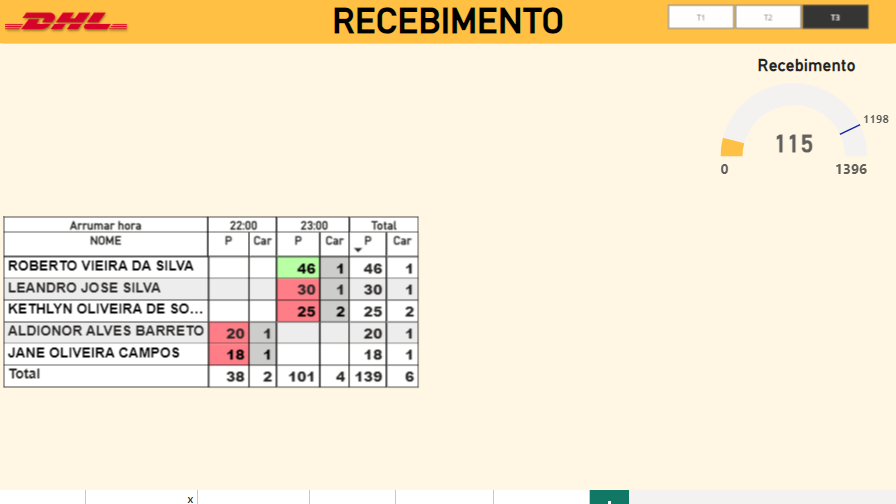 DHL
RECEBIMENTO
T1 T2 T3
Recebimento
1198
115
0 1396
Arrumar hora 22:00 23:00 Total
NOME P Car P Car P Car
ROBERTO VIEIRA DA SILVA 46 1 46 1
LEANDRO JOSE SILVA 30 1 30 1
KETHLYN OLIVEIRA DE SO... 25 2 25 2
ALDIONOR ALVES BARRETO 20 1 20 1
JANE OLIVEIRA CAMPOS 18 1 18 1
Total 38 2 101 4 139 6
x